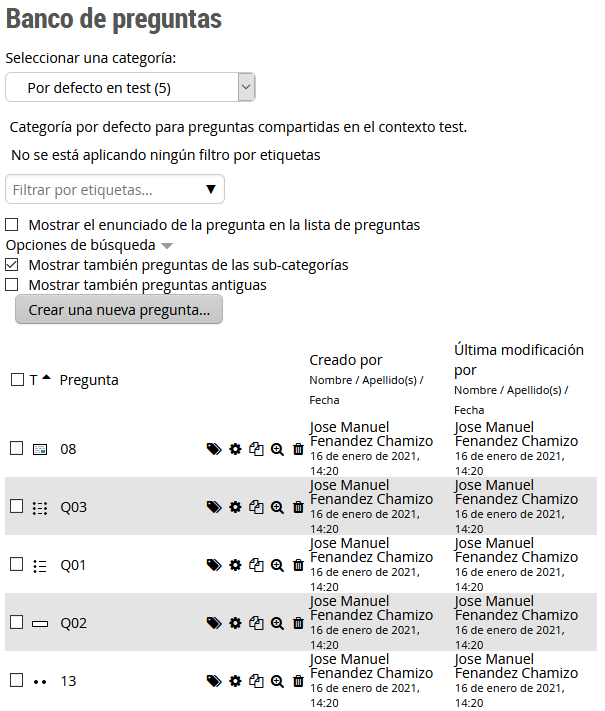 Banco de preguntas
Seleccionar una categoría:
Por defecto en test (5)
Categoría por defecto para preguntas compartidas en el contexto test.
No se está aplicando ningún filtro por etiquetas
Filtrar por etiquetas...
Mostrar el enunciado de la pregunta en la lista de preguntas
Opciones de búsqueda
Mostrar también preguntas de las sub-categorías
Mostrar también preguntas antiguas
Crear una nueva pregunta...
T Pregunta
Creado por
Nombre / Apellido(s) /
Fecha
Última modificación
por
Nombre / Apellido(s) /
Fecha
08
Jose Manuel
Fenandez Chamizo
16 de enero de 2021,
14:20
Jose Manuel
Fenandez Chamizo
16 de enero de 2021,
14:20
Q03
Jose Manuel
Fenandez Chamizo
16 de enero de 2021,
14:20
Jose Manuel
Fenandez Chamizo
16 de enero de 2021,
14:20
Q01
Jose Manuel
Fenandez Chamizo
16 de enero de 2021,
14:20
Jose Manuel
Fenandez Chamizo
16 de enero de 2021,
14:20
Q02
Jose Manuel
Fenandez Chamizo
16 de enero de 2021,
14:20
Jose Manuel
Fenandez Chamizo
16 de enero de 2021,
14:20
13
Jose Manuel
Fenandez Chamizo
16 de enero de 2021,
14:20
Jose Manuel
Fenandez Chamizo
16 de enero de 2021,
14:20